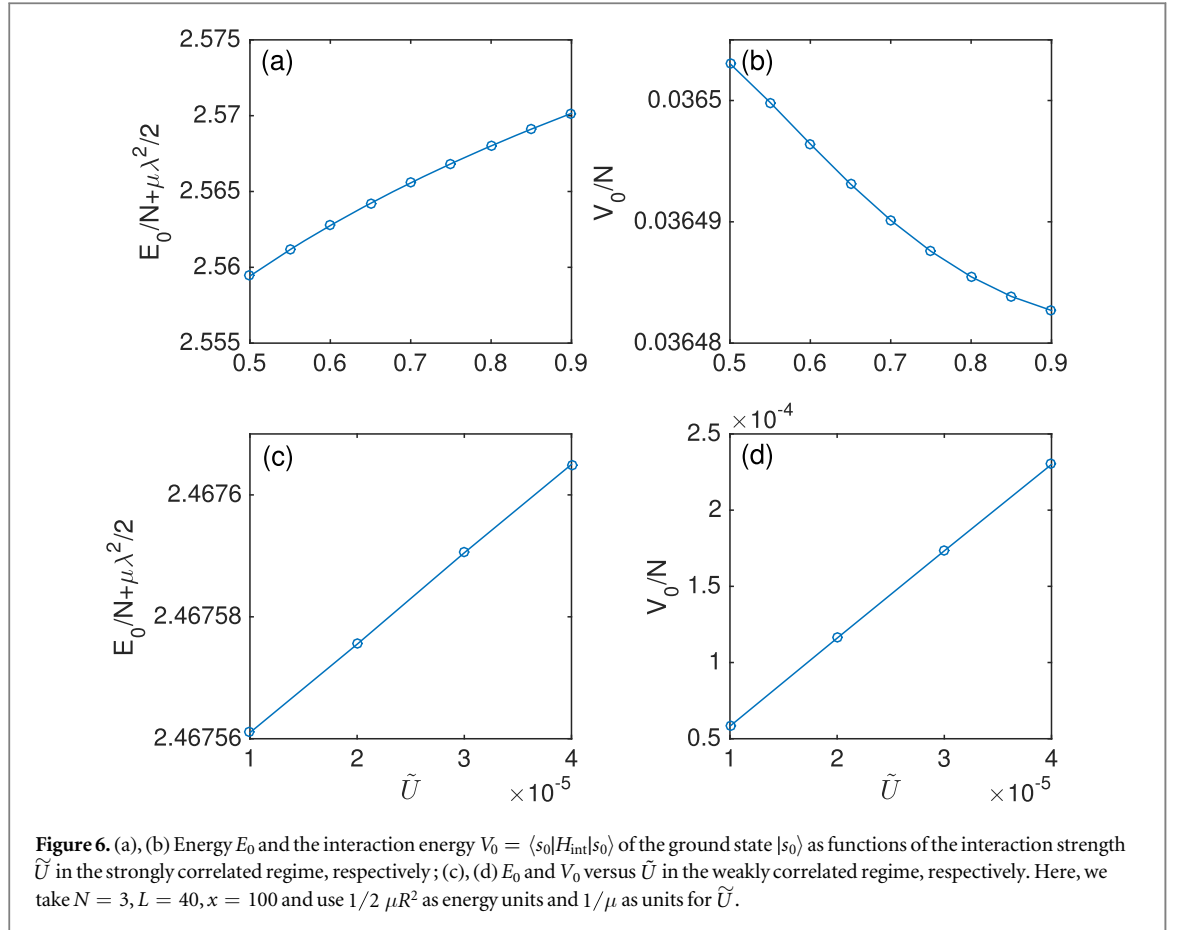 (a)
2.575
2.57
2.565
2.56
2.555
E₀/N+μλ²/2
0.5 0.6 0.7 0.8 0.9
(b)
0.0365
0.03649
0.03648
V₀/N
0.5 0.6 0.7 0.8 0.9
(c)
2.4676
2.46758
2.46756
E₀/N+μλ²/2
1 2 3 4
Ũ ×10⁻⁵
×10⁻⁴
(d)
2.5
2
1.5
1
0.5
V₀/N
1 2 3 4
Ũ ×10⁻⁵
Figure 6. (a), (b) Energy E₀ and the interaction energy V₀ = ⟨s₀|H_int|s₀⟩ of the ground state |s₀⟩ as functions of the interaction strength
Ũ in the strongly correlated regime, respectively; (c), (d) E₀ and V₀ versus Ũ in the weakly correlated regime, respectively. Here, we
take N = 3, L = 40, x = 100 and use 1/2 μR² as energy units and 1/μ as units for Ũ.